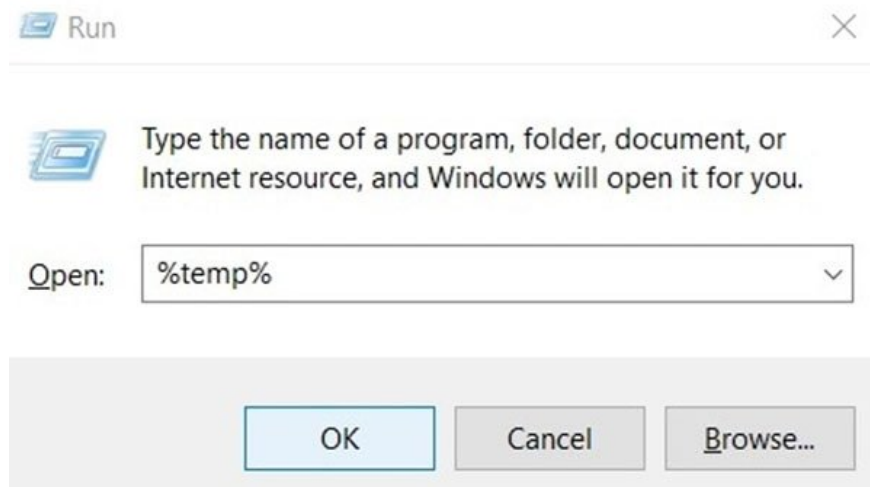 Run
Type the name of a program, folder, document, or
Internet resource, and Windows will open it for you.
Open: %temp%
OK Cancel Browse...